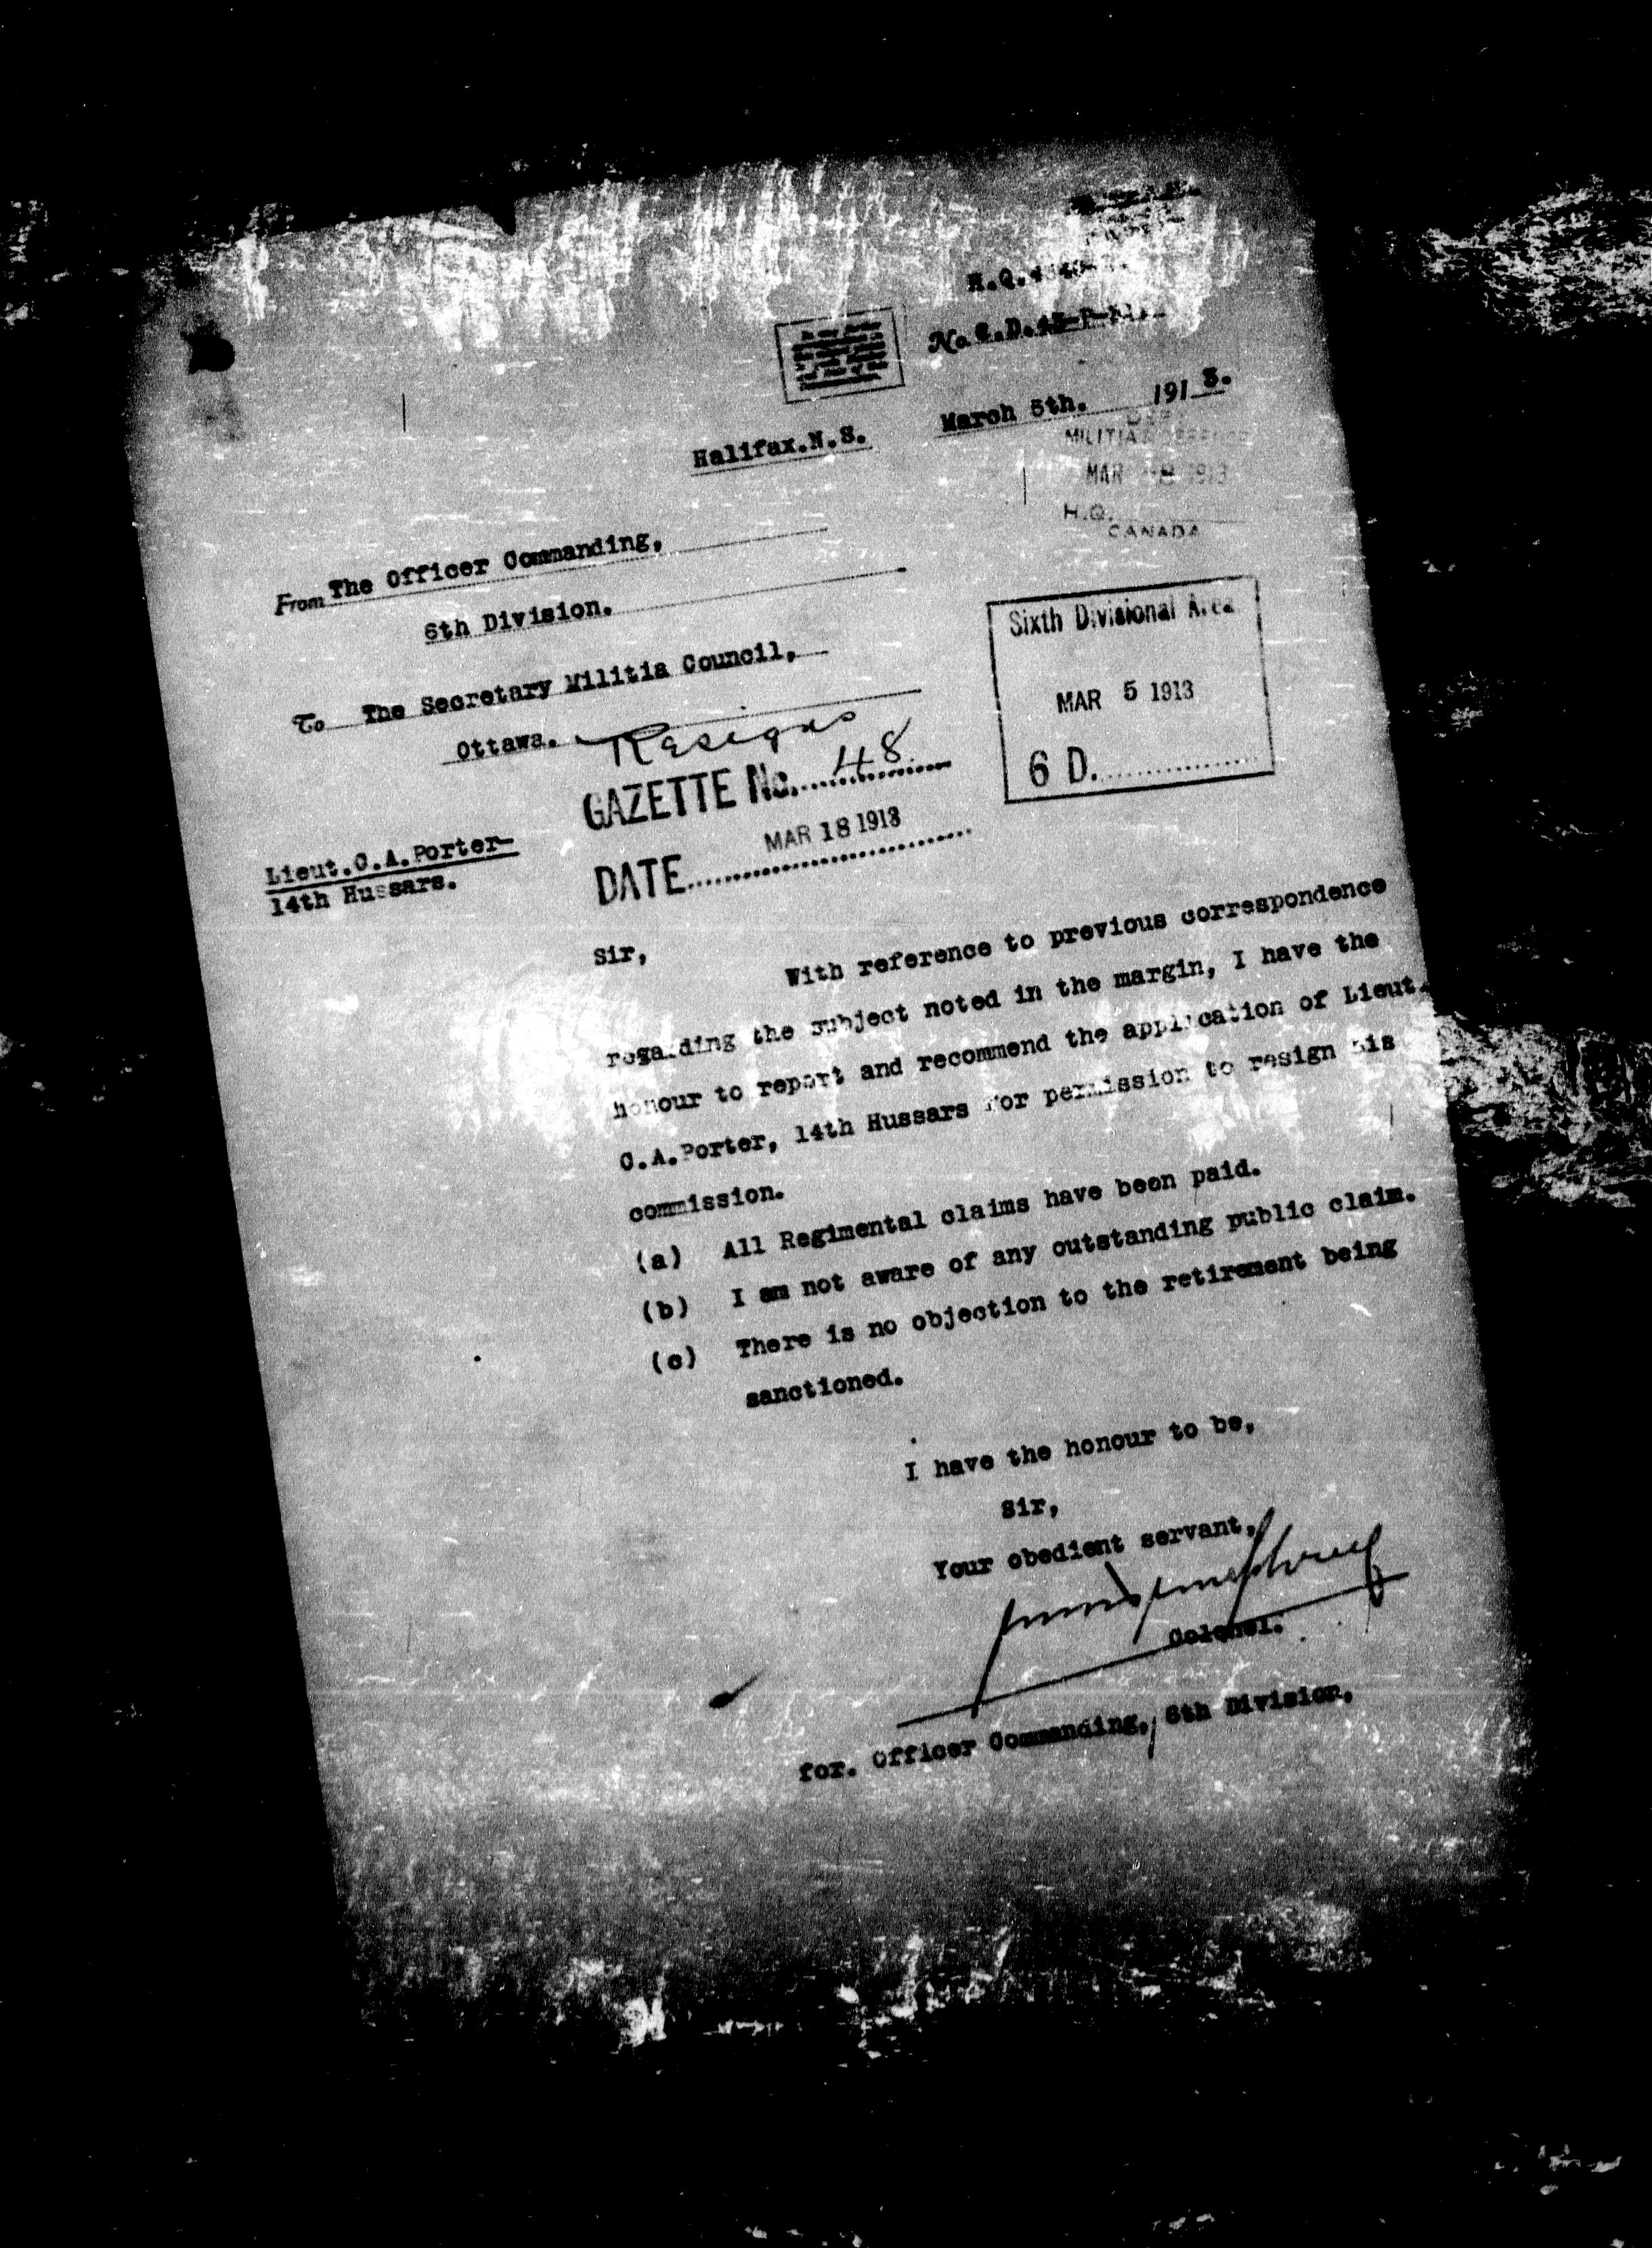 H.Q.
No
March 5th. 1913.
Halifax.N.S.
MILITIA & DEFENCE
MAR 1913
H.Q.
CANADA
From The Officer Commanding,
6th Division.
To The Secretary Militia Council,
Ottawa.
Resigns
GAZETTE No. 48
DATE MAR 18 1913
Sixth Divisional Area
MAR 5 1913
6 D.
Lieut.C.A.Porter-
14th Hussars.
Sir,
With reference to previous correspondence
regarding the subject noted in the margin, I have the
honour to report and recommend the application of Lieut.
C.A.Porter, 14th Hussars for permission to resign his
commission.
(a) All Regimental claims have been paid.
(b) I am not aware of any outstanding public claim.
(c) There is no objection to the retirement being
sanctioned.
I have the honour to be,
Sir,
Your obedient servant,
Colonel.
for. Officer Commanding, 6th Division,